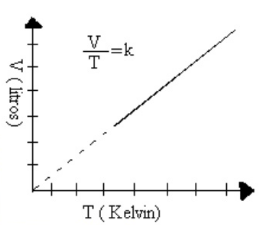 V/T=k
V ( litros)
T ( Kelvin)